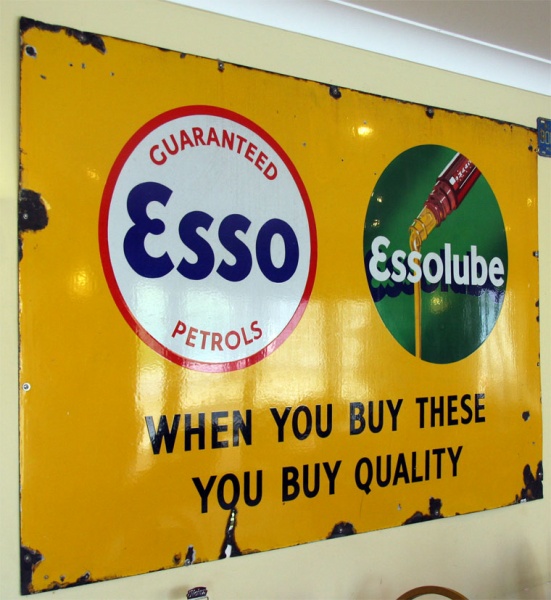 GUARANTEED
Esso
PETROLS
Essolube
WHEN YOU BUY THESE
YOU BUY QUALITY